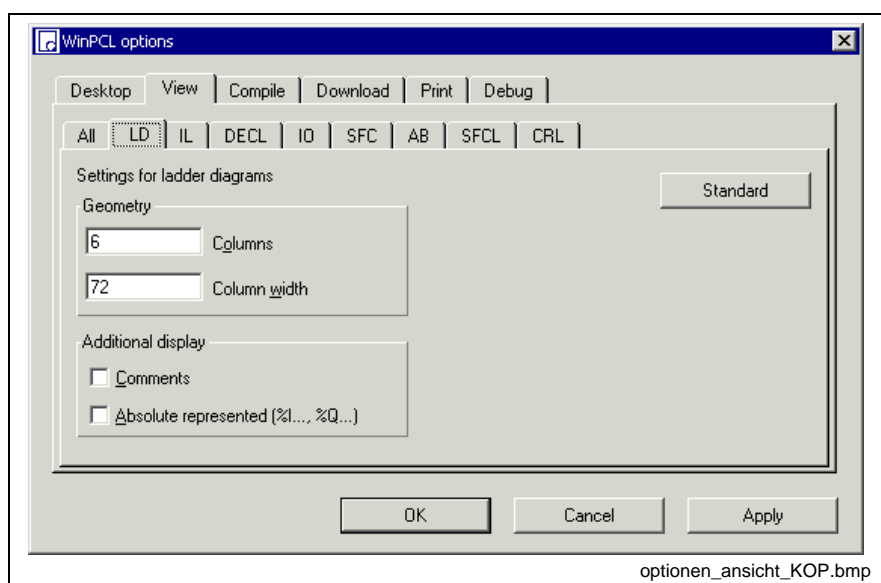 WinPCL options
Desktop View Compile Download Print Debug
All LD IL DECL IO SFC AB SFCL CRL
Settings for ladder diagrams
Standard
Geometry
6 Columns
72 Column width
Additional display
Comments
Absolute represented (%I..., %Q...)
OK Cancel Apply
optionen_ansicht_KOP.bmp